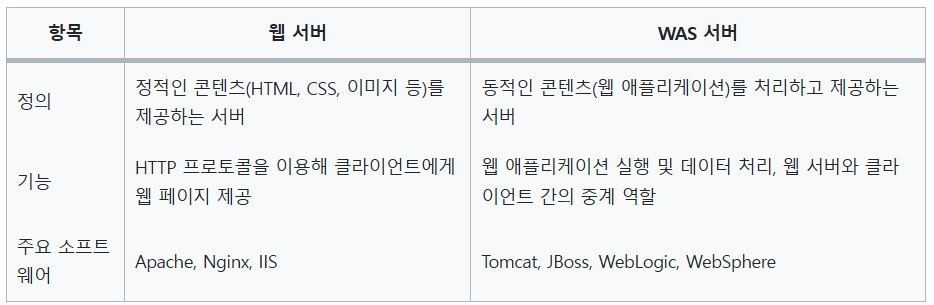 항목 웹 서버 WAS 서버
정의 정적인 콘텐츠(HTML, CSS, 이미지 등)를 제공하는 서버 동적인 콘텐츠(웹 애플리케이션)를 처리하고 제공하는 서버
기능 HTTP 프로토콜을 이용해 클라이언트에게 웹 페이지 제공 웹 애플리케이션 실행 및 데이터 처리, 웹 서버와 클라이언트 간의 중계 역할
주요 소프트웨어 Apache, Nginx, IIS Tomcat, JBoss, WebLogic, WebSphere